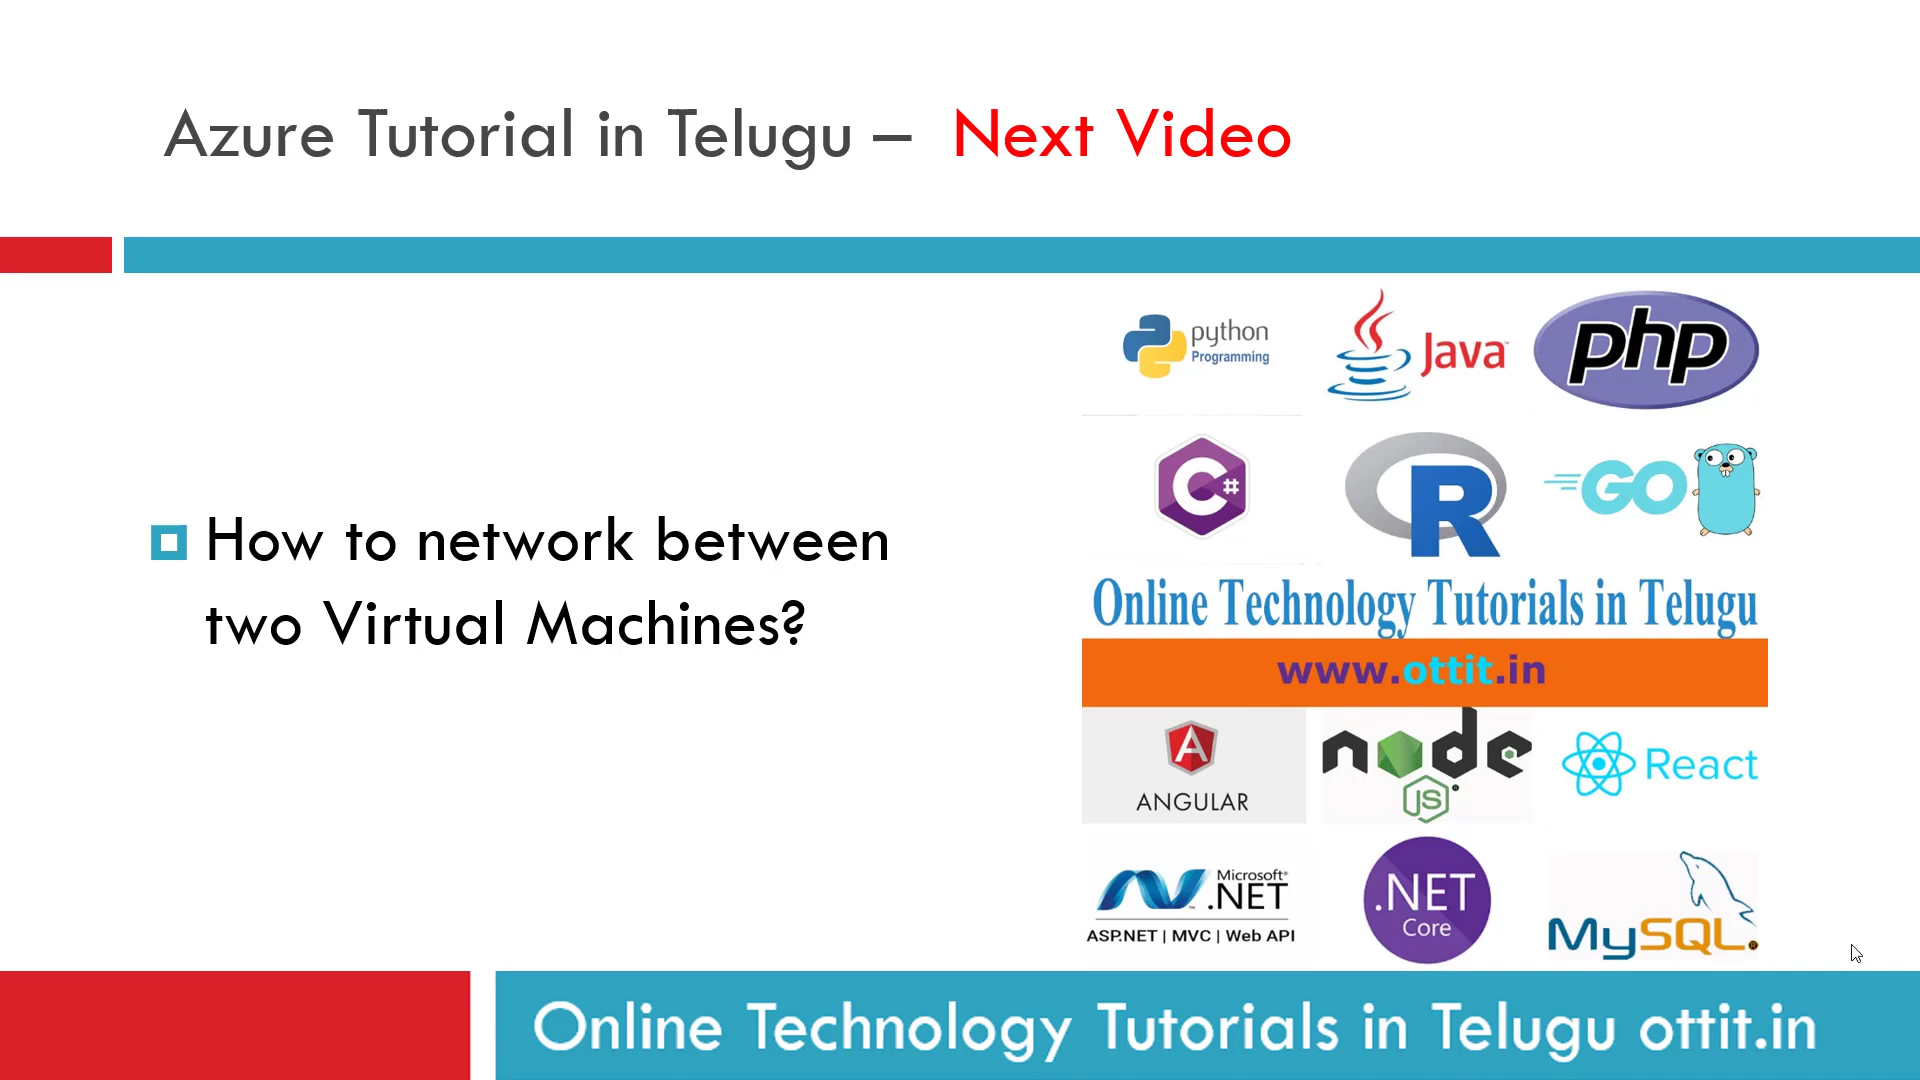 Azure Tutorial in Telugu – Next Video
How to network between
two Virtual Machines?
python
Programming
Java
php
C#
R
GO
Online Technology Tutorials in Telugu
www.ottit.in
ANGULAR
node
JS
React
Microsoft®
.NET
ASP.NET | MVC | Web API
.NET
Core
MySQL®
Online Technology Tutorials in Telugu ottit.in